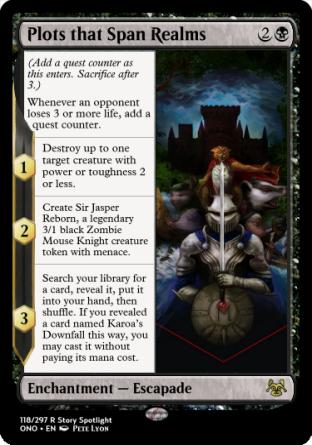 Plots that Span Realms 2
(Add a quest counter as
this enters. Sacrifice after
3.)
Whenever an opponent
loses 3 or more life, add a
quest counter.
1
Destroy up to one
target creature with
power or toughness 2
or less.
2
Create Sir Jasper
Reborn, a legendary
3/1 black Zombie
Mouse Knight creature
token with menace.
3
Search your library for
a card, reveal it, put it
into your hand, then
shuffle. If you revealed
a card named Karoa's
Downfall this way, you
may cast it without
paying its mana cost.
Enchantment — Escapade
118/297 R Story Spotlight
ONO • EN Pete Lyon